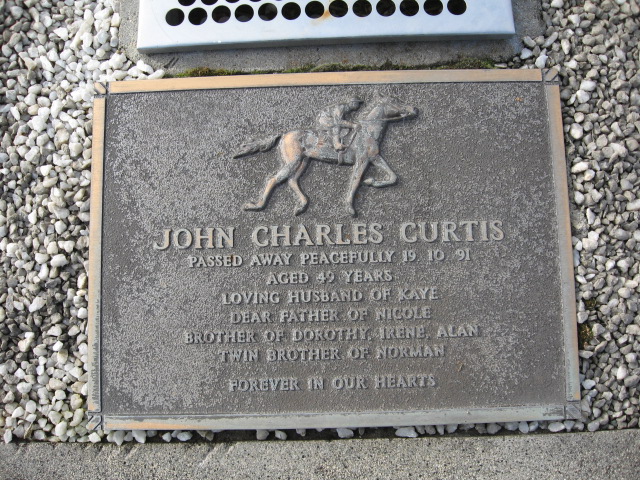 JOHN CHARLES CURTIS
PASSED AWAY PEACEFULLY 19 10 91
AGED 49 YEARS
LOVING HUSBAND OF KAYE
DEAR FATHER OF NICOLE
BROTHER OF DOROTHY, IRENE, ALAN
TWIN BROTHER OF NORMAN
FOREVER IN OUR HEARTS